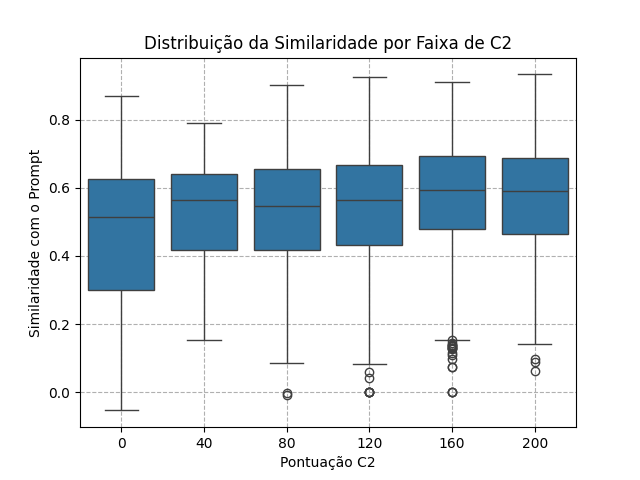 Distribuição da Similaridade por Faixa de C2
Similaridade com o Prompt
0.8
0.6
0.4
0.2
0.0
0 40 80 120 160 200
Pontuação C2